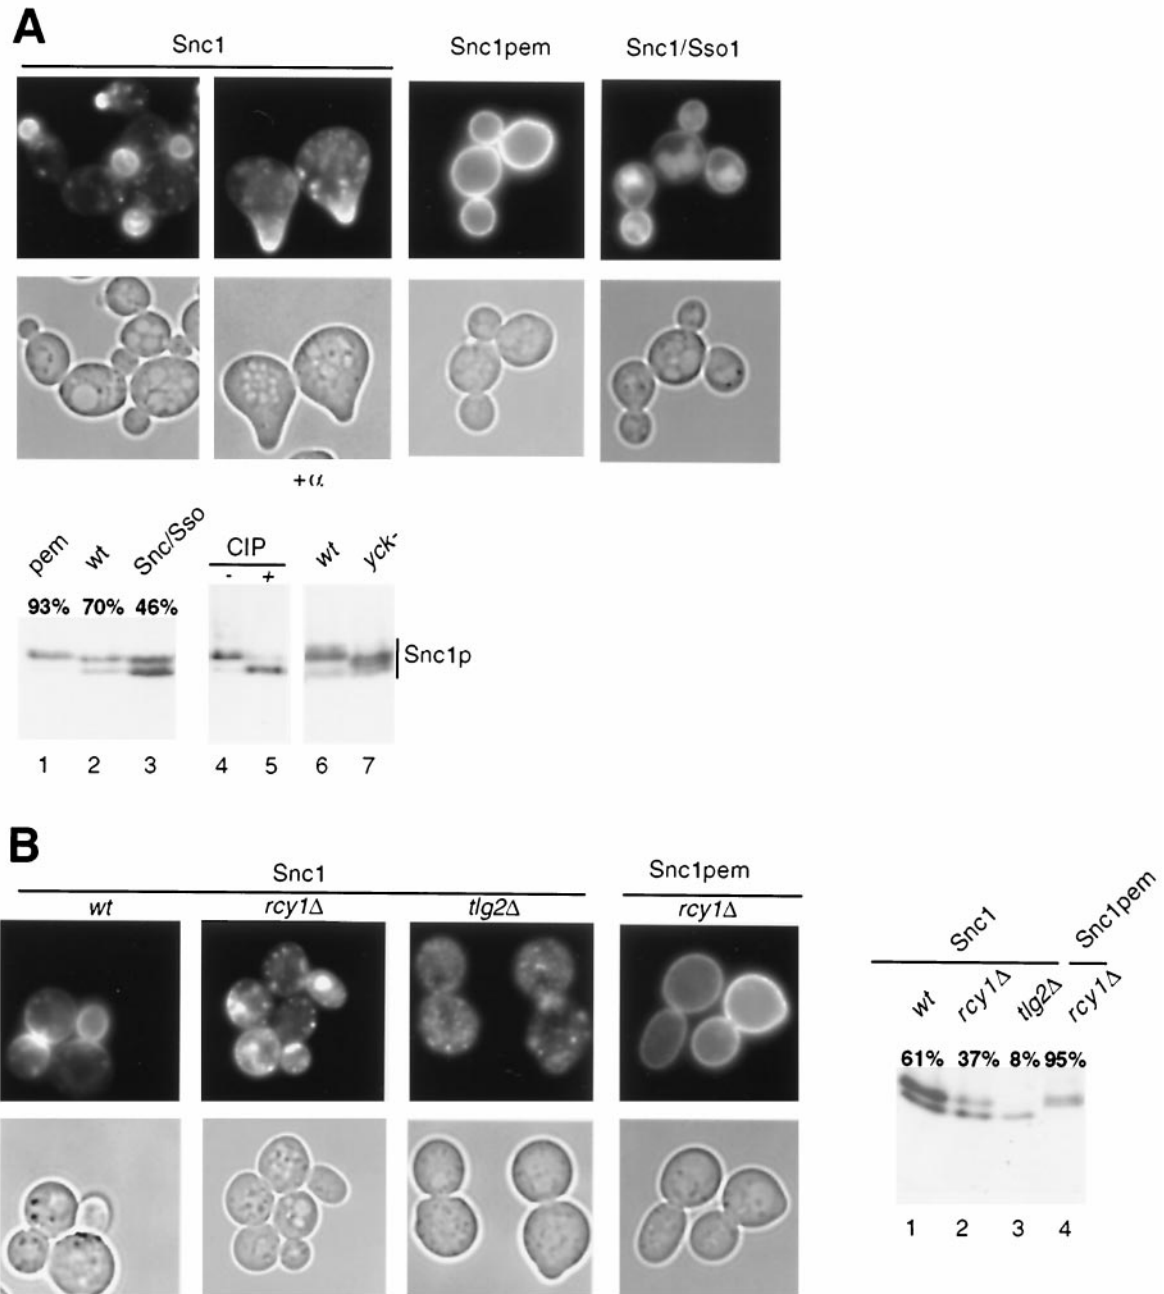 A
Snc1 Snc1pem Snc1/Sso1
+α
pem wt Snc/Sso CIP wt yck-
- +
93% 70% 46%
Snc1p
1 2 3 4 5 6 7
B
Snc1 Snc1pem
wt rcy1Δ tlg2Δ rcy1Δ
Snc1 Snc1pem
wt rcy1Δ tlg2Δ rcy1Δ
61% 37% 8% 95%
1 2 3 4